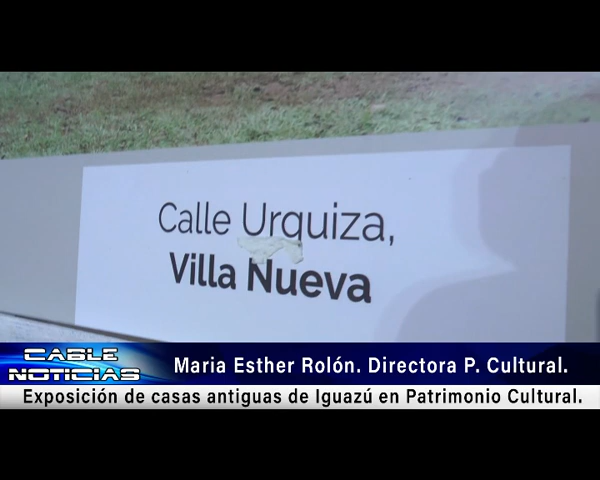 Calle Urquiza,
Villa Nueva
CABLE
NOTICIAS
Maria Esther Rolón. Directora P. Cultural.
Exposición de casas antiguas de Iguazú en Patrimonio Cultural.